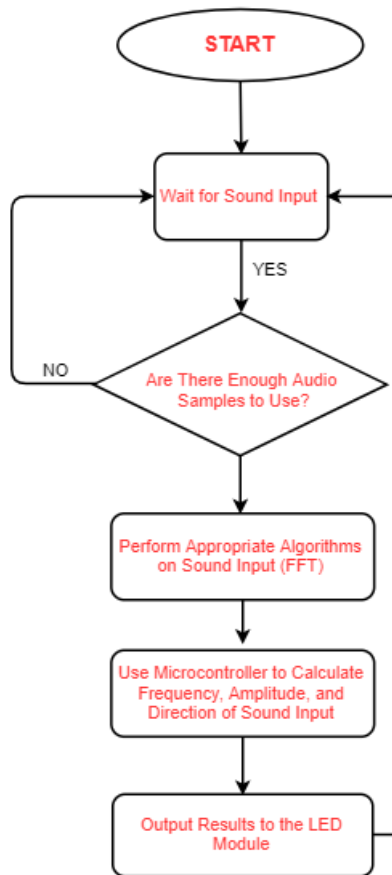 START
Wait for Sound Input
YES
NO
Are There Enough Audio
Samples to Use?
Perform Appropriate Algorithms
on Sound Input (FFT)
Use Microcontroller to Calculate
Frequency, Amplitude, and
Direction of Sound Input
Output Results to the LED
Module